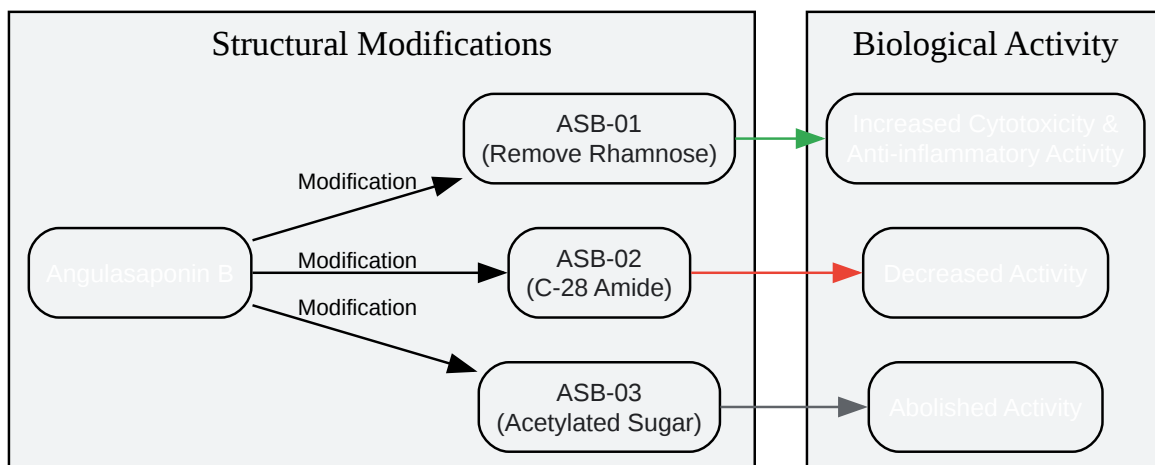 Structural Modifications
Biological Activity
ASB-01
(Remove Rhamnose)
Increased Cytotoxicity &
Anti-inflammatory Activity
Modification
Angulasaponin B
Modification
ASB-02
(C-28 Amide)
Decreased Activity
Modification
ASB-03
(Acetylated Sugar)
Abolished Activity